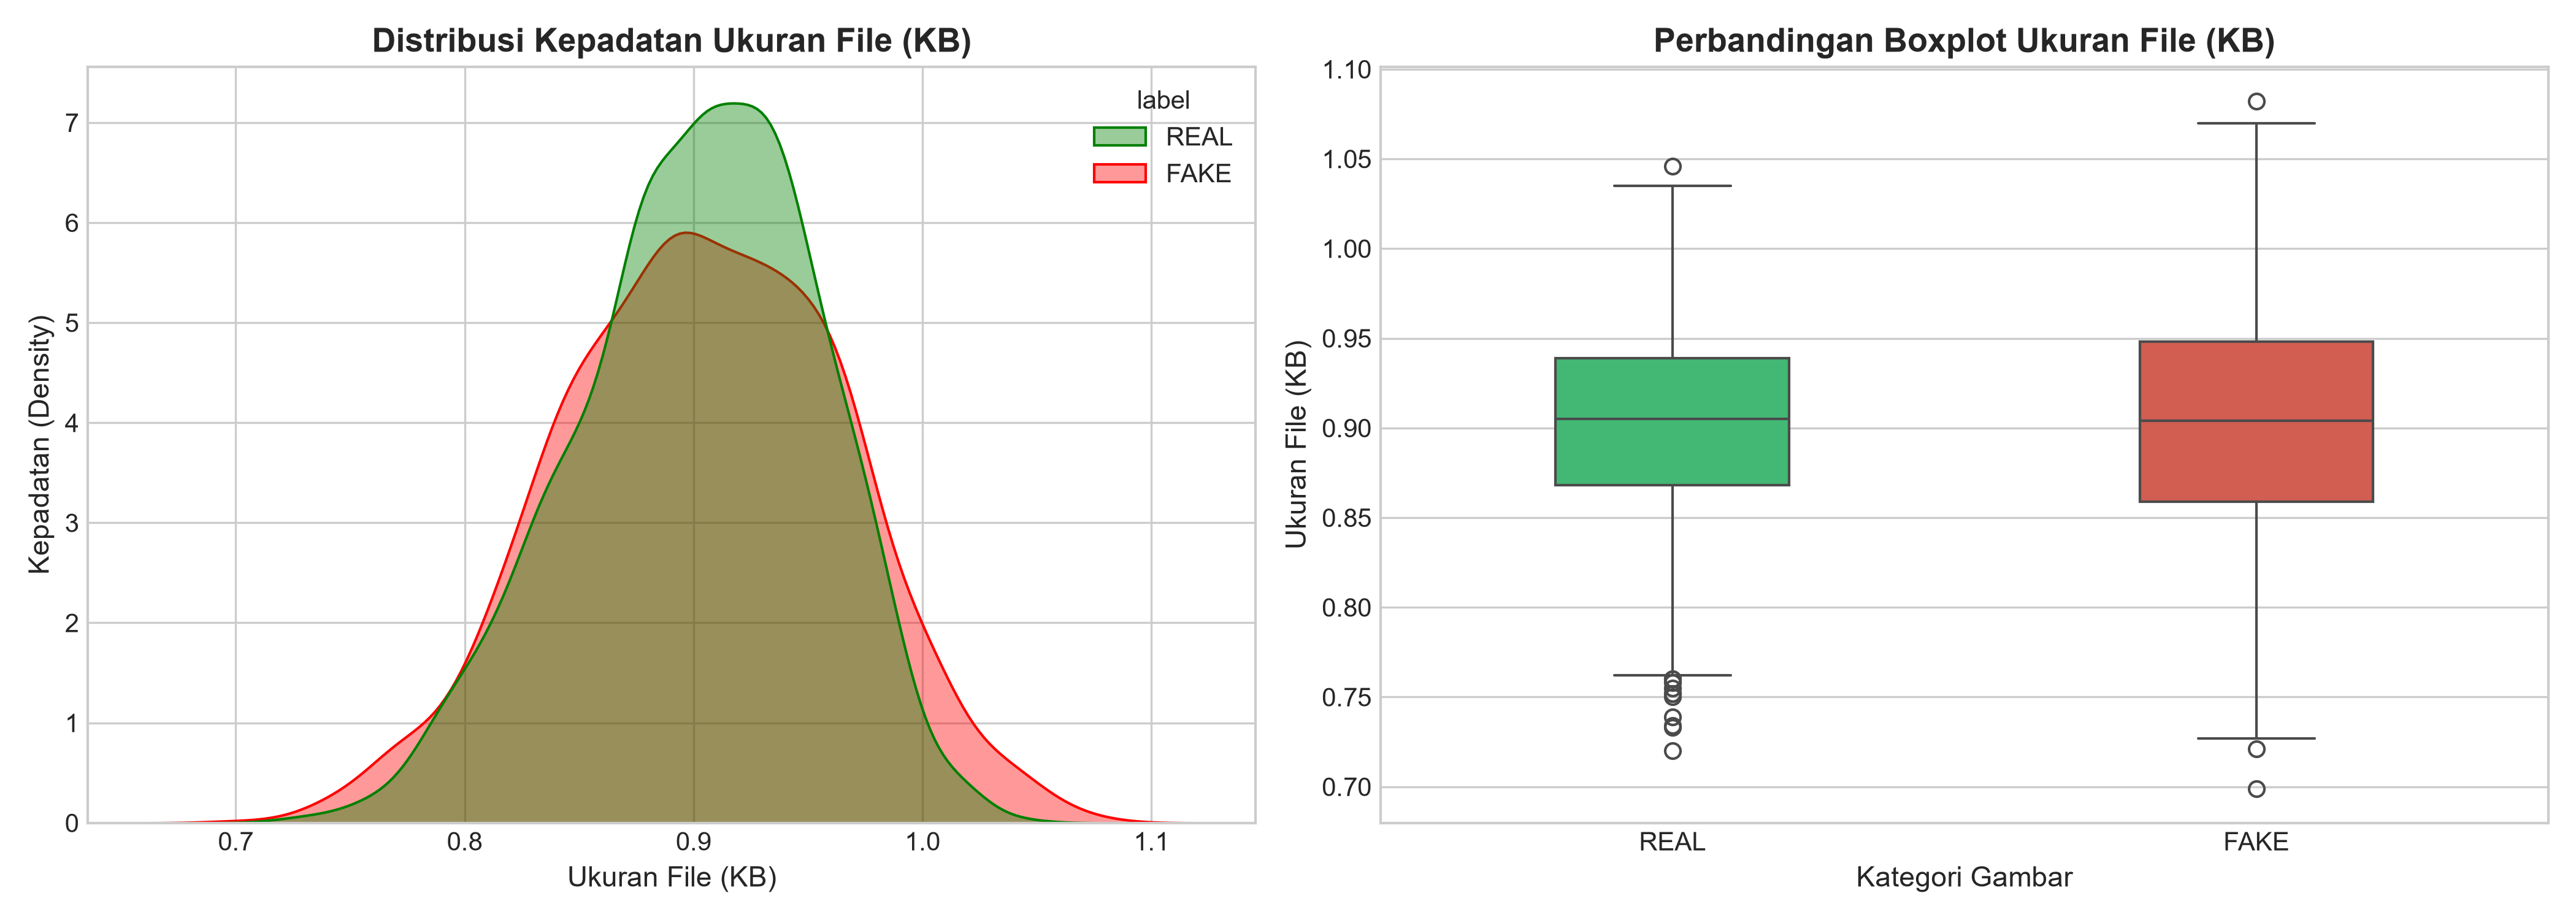 Distribusi Kepadatan Ukuran File (KB)
Kepadatan (Density)
7
6
5
4
3
2
1
0
0.7 0.8 0.9 1.0 1.1
Ukuran File (KB)
label
REAL
FAKE
Perbandingan Boxplot Ukuran File (KB)
Ukuran File (KB)
1.10
1.05
1.00
0.95
0.90
0.85
0.80
0.75
0.70
REAL FAKE
Kategori Gambar